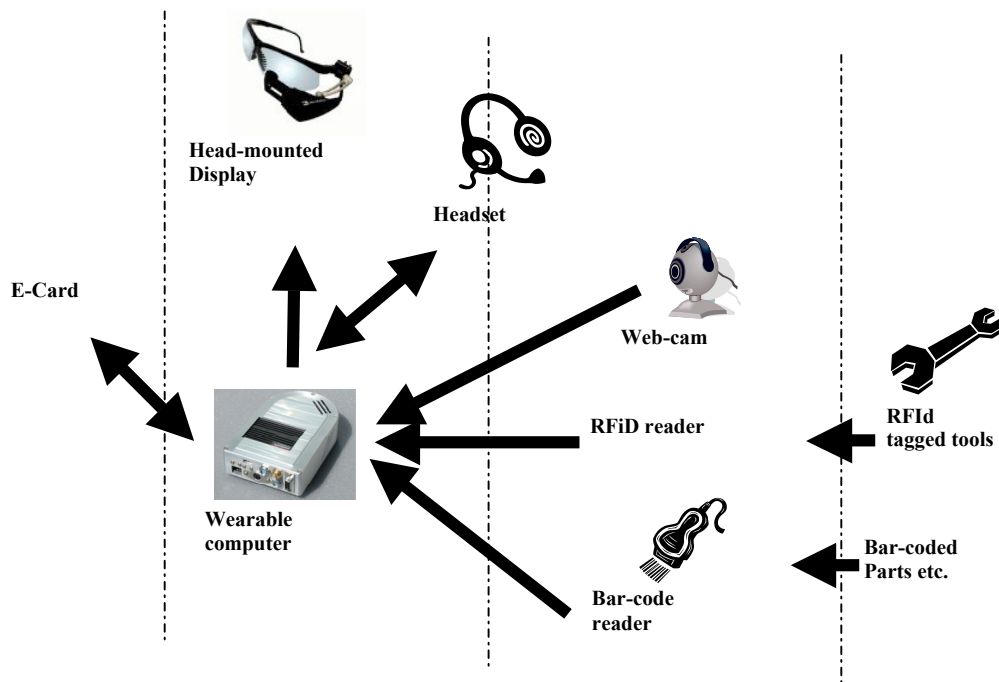 Head-mounted
Display
Headset
E-Card
Web-cam
RFiD reader
RFId
tagged tools
Wearable
computer
Bar-code
reader
Bar-coded
Parts etc.